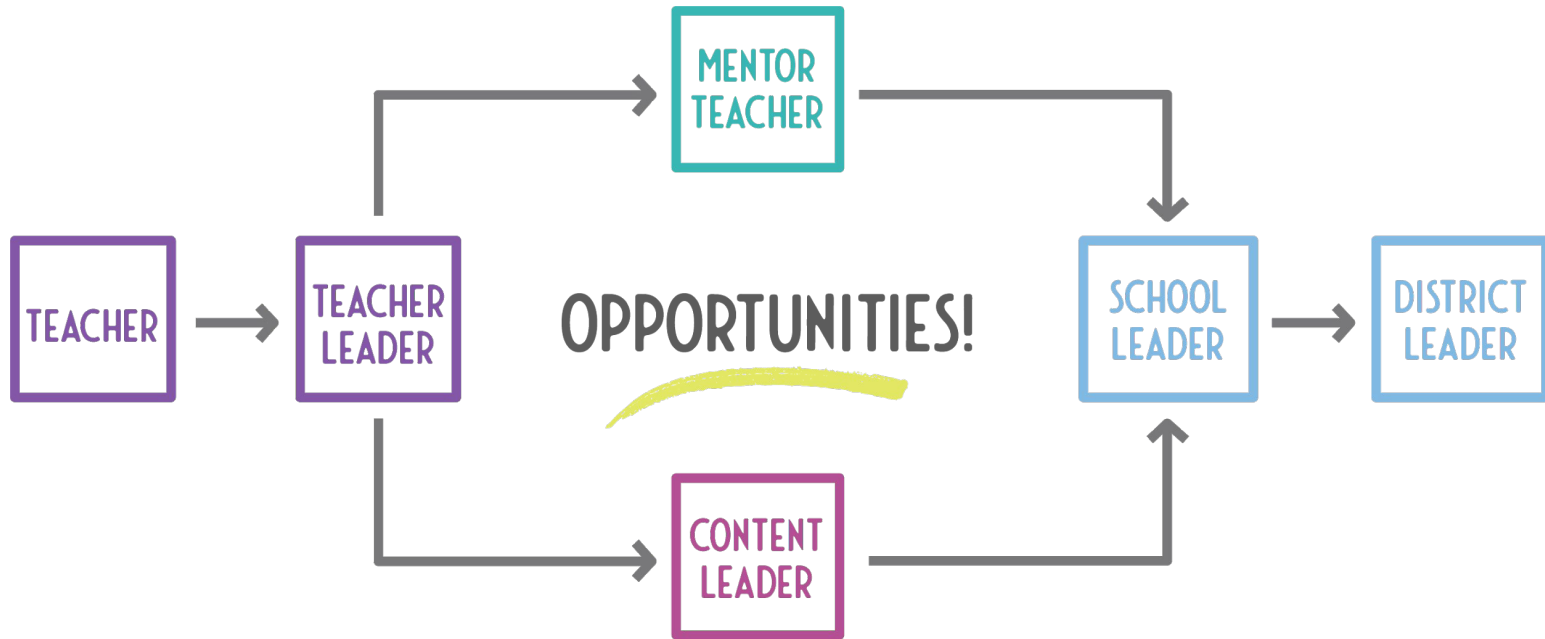 MENTOR
TEACHER
TEACHER
TEACHER
LEADER
OPPORTUNITIES!
SCHOOL
LEADER
DISTRICT
LEADER
CONTENT
LEADER